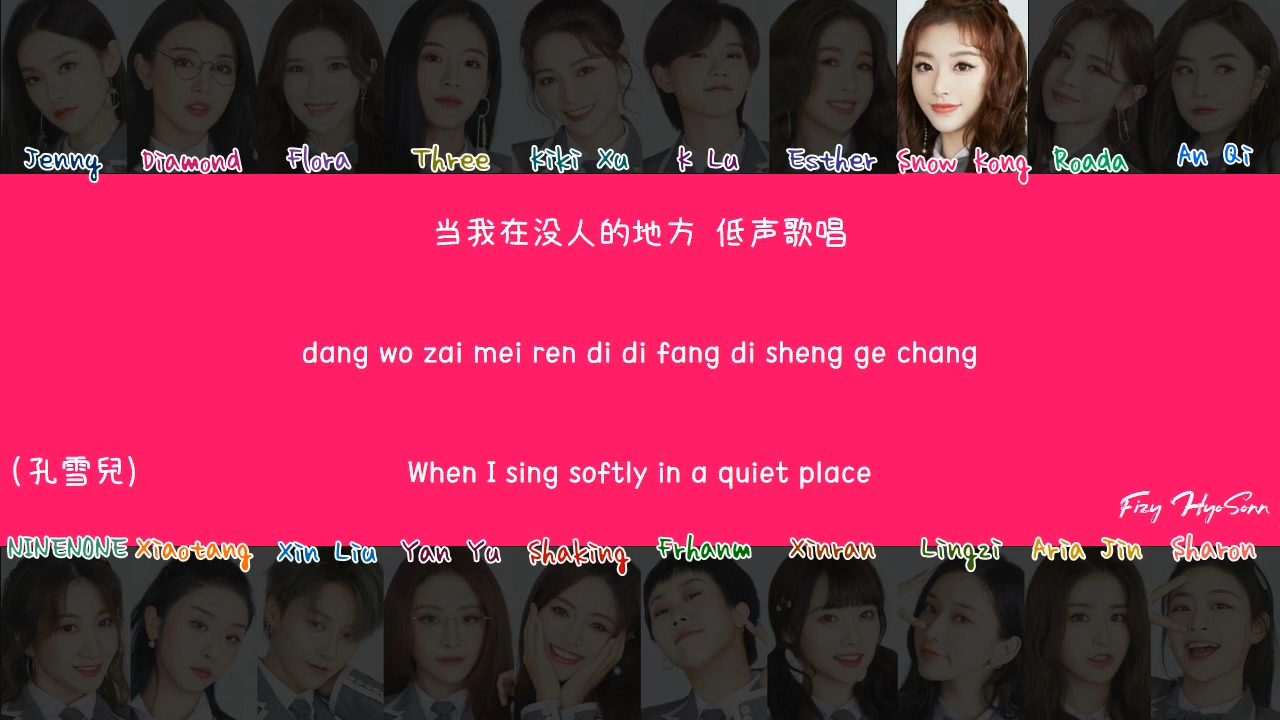 Jenny Diamond Flora Three Kiki Xu K Lu Esther Snow Kong Roada An Qi
当我在没人的地方 低声歌唱
dang wo zai mei ren di di fang di sheng ge chang
(孔雪兒) When I sing softly in a quiet place
Fizy HyoSonn
NINEONE Xiaotang Xin Liu Yan Yu Shaking Frhanm Xinran Lingzi Aria Jin Sharon